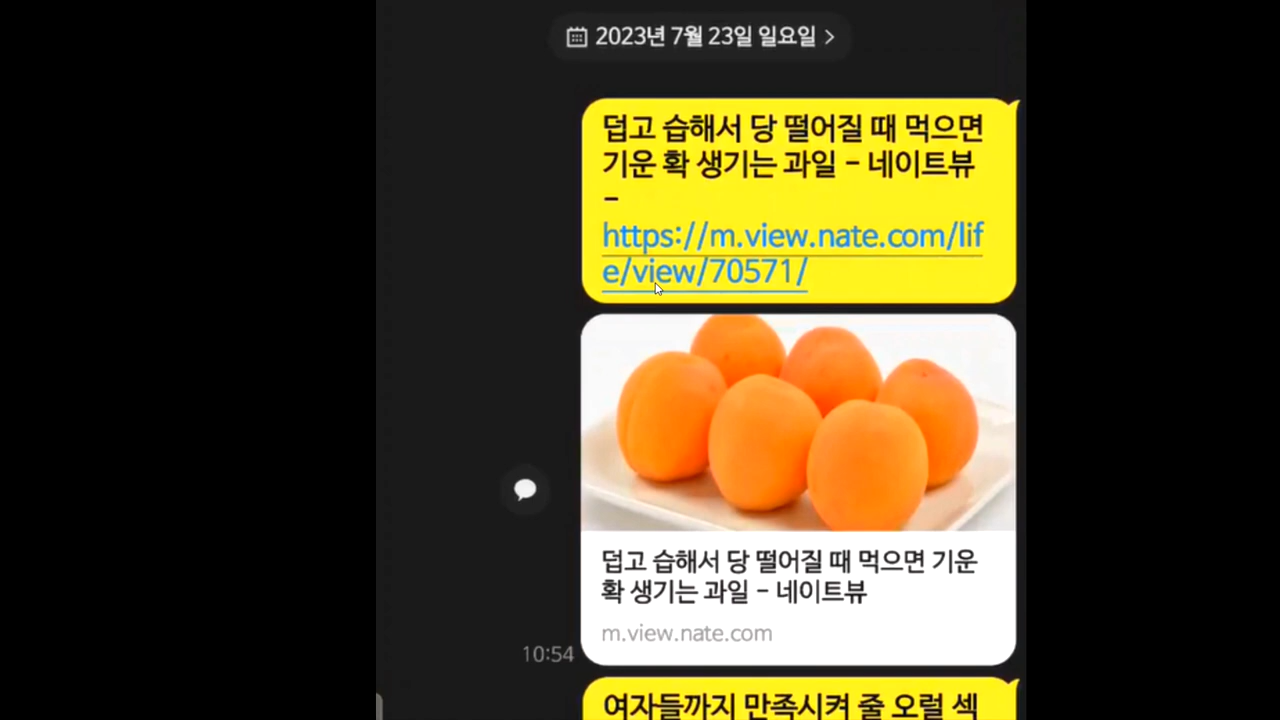 2023년 7월 23일 일요일 >
덥고 습해서 당 떨어질 때 먹으면
기운 확 생기는 과일 - 네이트뷰
-
https://m.view.nate.com/lif
e/view/70571/
덥고 습해서 당 떨어질 때 먹으면 기운
확 생기는 과일 - 네이트뷰
m.view.nate.com
10:54
여자들까지 만족시켜 줄 오럴 섹